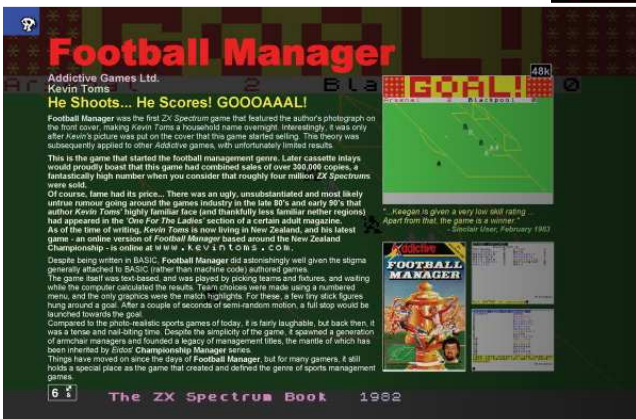 GOAL!
Football Manager
48k
Addictive Games Ltd.
Kevin Toms
He Shoots... He Scores! GOOOAAAL!
Football Manager was the first ZX Spectrum game that featured the author's photograph on
the front cover, making Kevin Toms a household name overnight. Interestingly, it was only
after Kevin's picture was put on the cover that this game started selling. This theory was
subsequently applied to other Addictive games, with unfortunately limited results.
This is the game that started the football management genre. Later cassette inlays
would proudly boast that this game had combined sales of over 300,000 copies, a
fantastically high number when you consider that roughly four million ZX Spectrums
were sold.
Of course, fame had its price... There was an ugly, unsubstantiated and most likely
untrue rumour going around the games industry in the late 80's and early 90's that
author Kevin Toms' highly familiar face (and thankfully less familiar nether regions)
had appeared in the 'One For The Ladies' section of a certain adult magazine.
As of the time of writing, Kevin Toms is now living in New Zealand, and his latest
game - an online version of Football Manager based around the New Zealand
Championship - is online at www.kevintoms.com.
Despite being written in BASIC, Football Manager did astonishingly well given the stigma
generally attached to BASIC (rather than machine code) authored games.
The game itself was text-based, and was played by picking teams and fixtures, and waiting
while the computer calculated the results. Team choices were made using a numbered
menu, and the only graphics were the match highlights. For these, a few tiny stick figures
hung around a goal. After a couple of seconds of semi-random motion, a full stop would be
launched towards the goal.
Compared to the photo-realistic sports games of today, it is fairly laughable, but back then, it
was a tense and nail-biting time. Despite the simplicity of the game, it spawned a generation
of armchair managers and founded a legacy of management titles, the mantle of which has
been inherited by Eidos' Championship Manager series.
Things have moved on since the days of Football Manager, but for many gamers, it still
holds a special place as the game that created and defined the genre of sports management
games.
GOAL!
Arsenal 2 Blackpool 0
"...Keegan is given a very low skill rating ...
Apart from that, the game is a winner."
- Sinclair User, February 1983
Addictive
FOOTBALL
MANAGER
6
The ZX Spectrum Book 1982